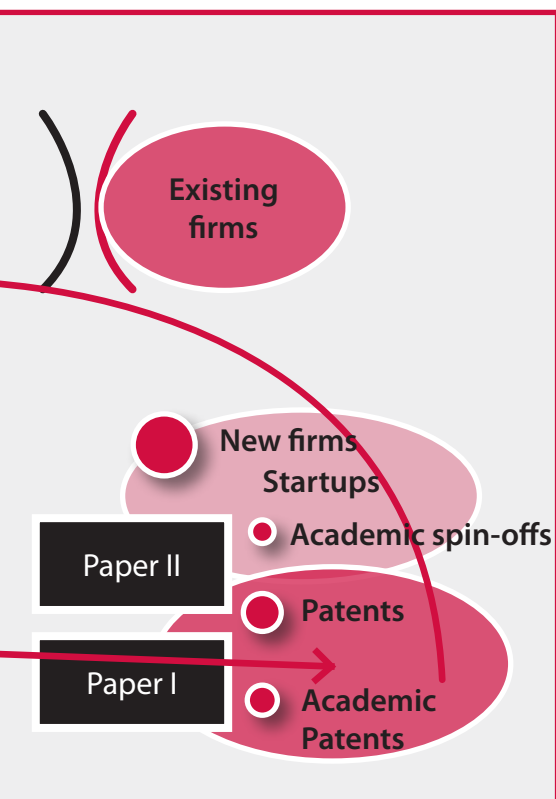 Existing
firms
New firms
Startups
Academic spin-offs
Paper II
Patents
Paper I
Academic
Patents